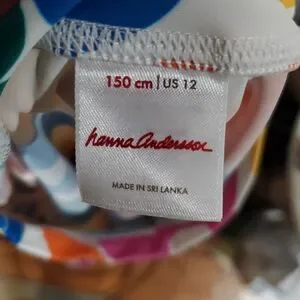 150 cm | US 12
hanna Andersson
MADE IN SRI LANKA